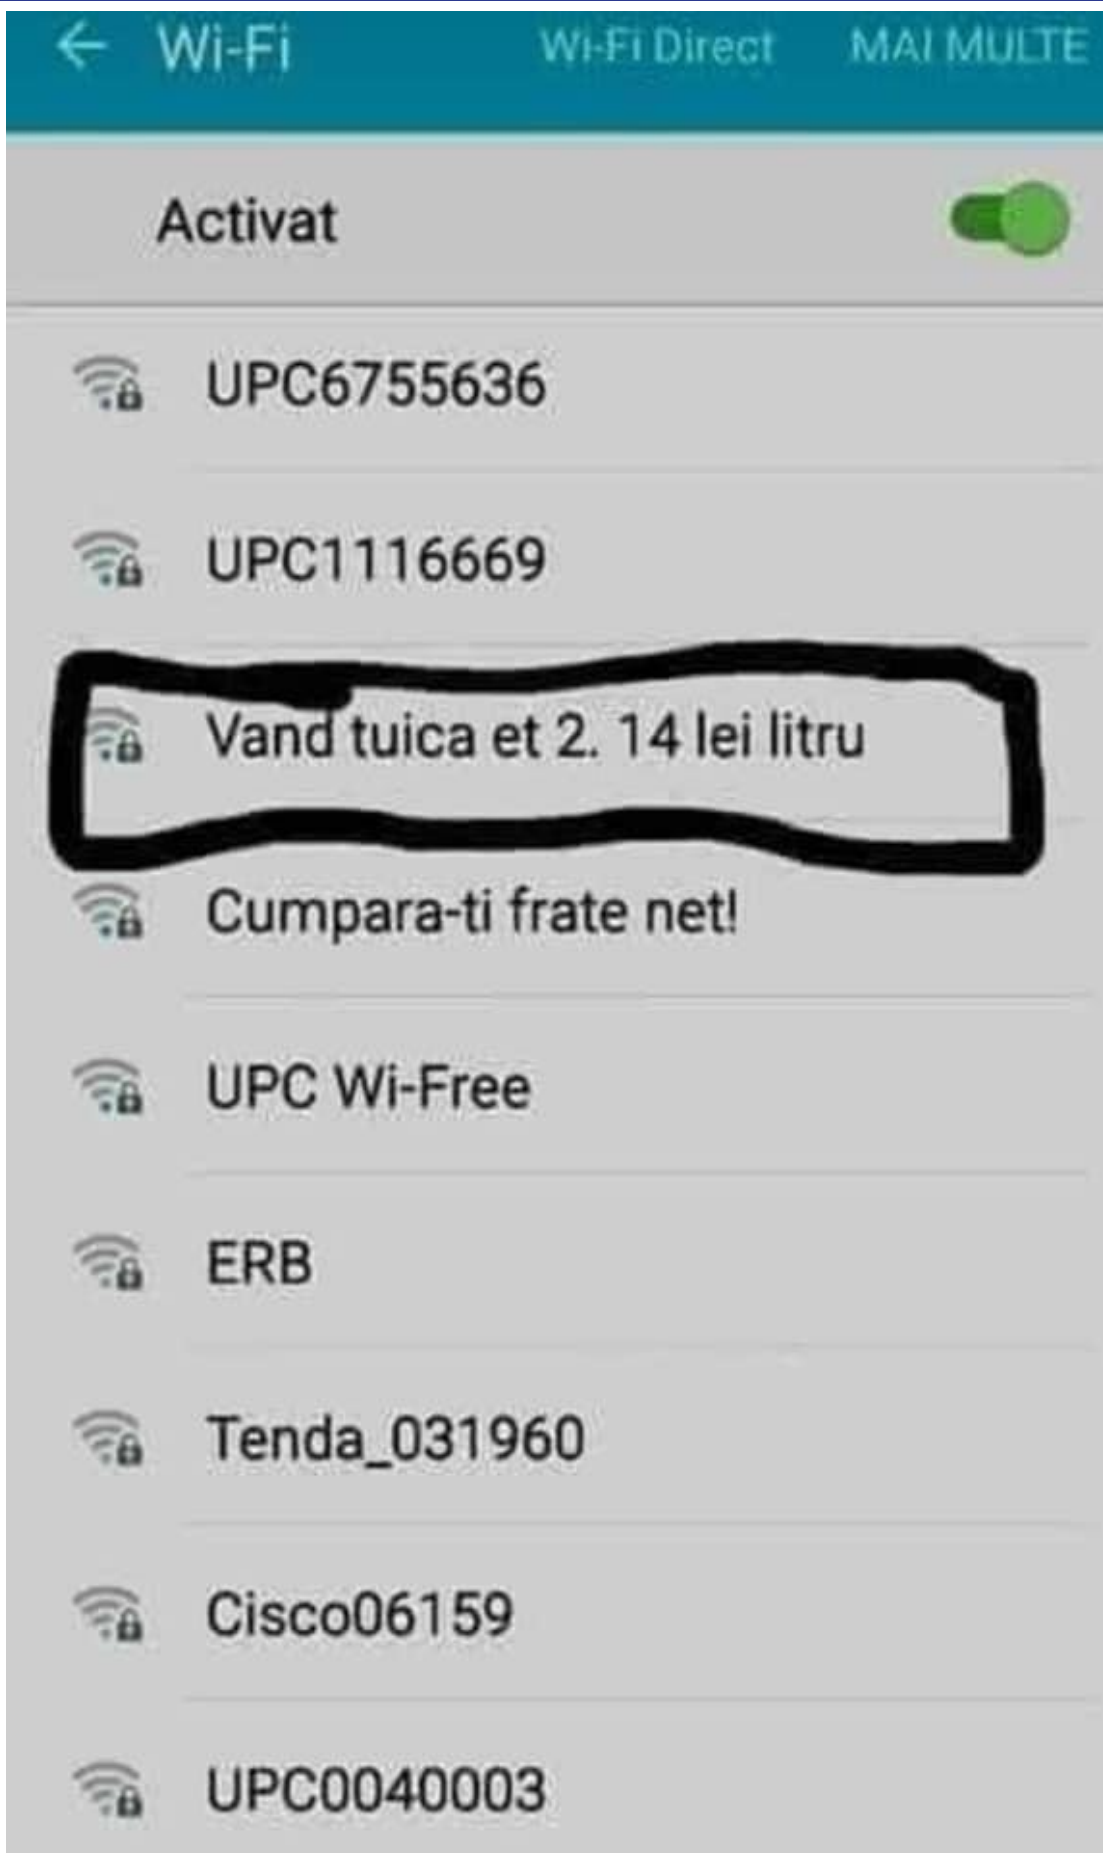 Wi-Fi
Wi-Fi Direct
MAI MULTE
Activat
UPC6755636
UPC1116669
Vand tuica et 2. 14 lei litru
Cumpara-ti frate net!
UPC Wi-Free
ERB
Tenda_031960
Cisco06159
UPC0040003